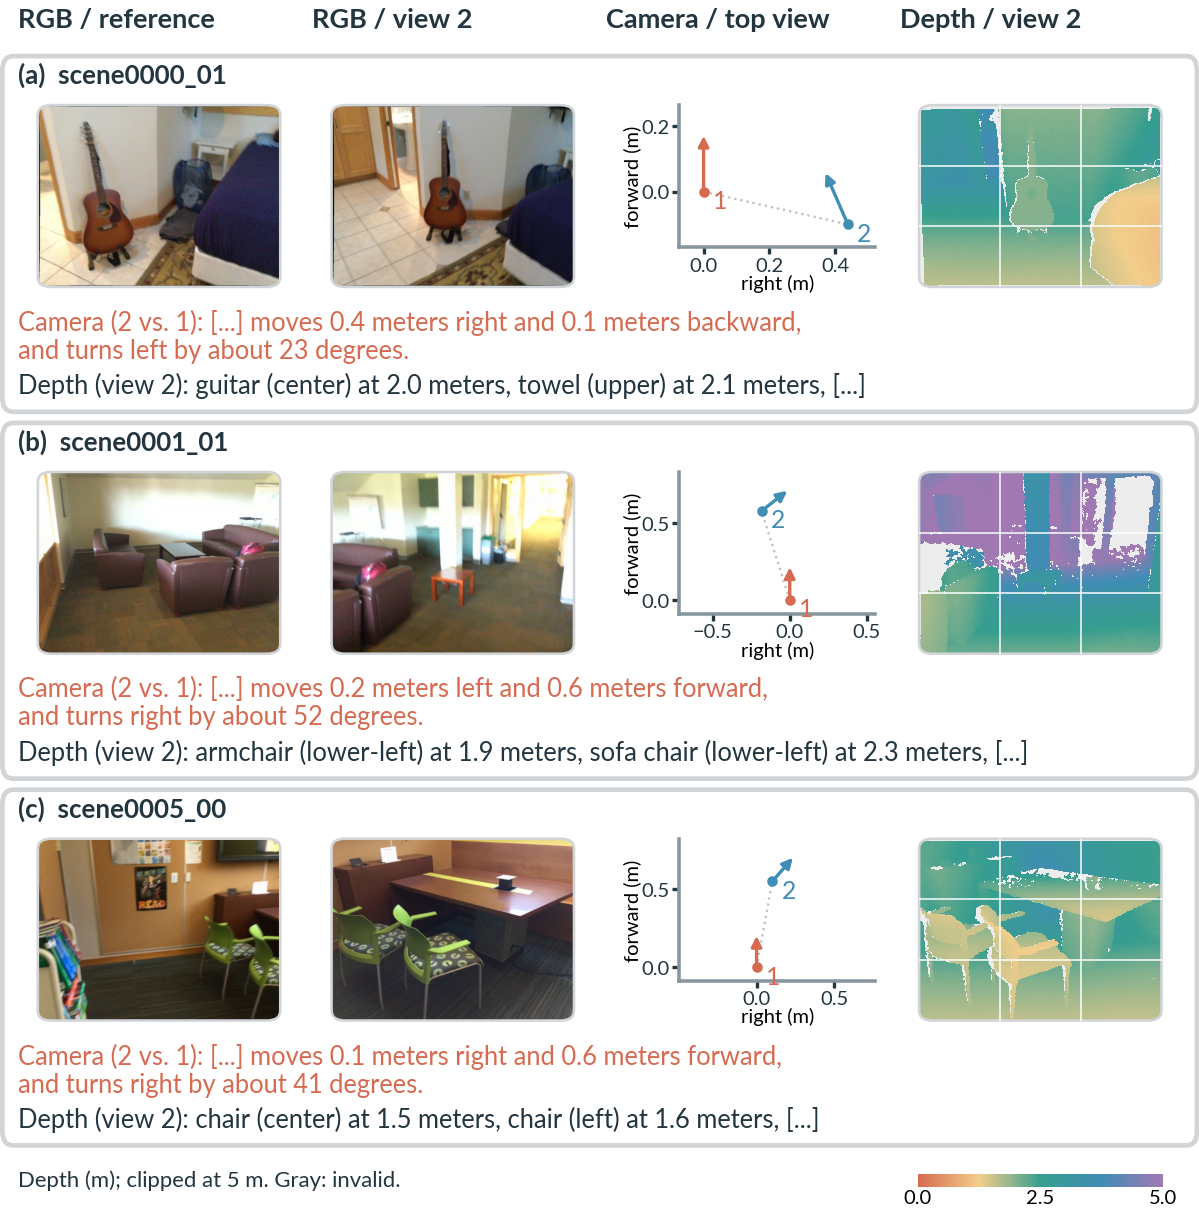 RGB / reference
RGB / view 2
Camera / top view
Depth / view 2
(a) scene0000_01
0.2
0.0
forward (m)
1
2
0.0 0.2 0.4
right (m)
Camera (2 vs. 1): [...] moves 0.4 meters right and 0.1 meters backward,
and turns left by about 23 degrees.
Depth (view 2): guitar (center) at 2.0 meters, towel (upper) at 2.1 meters, [...]
(b) scene0001_01
0.5
0.0
forward (m)
2
1
−0.5 0.0 0.5
right (m)
Camera (2 vs. 1): [...] moves 0.2 meters left and 0.6 meters forward,
and turns right by about 52 degrees.
Depth (view 2): armchair (lower-left) at 1.9 meters, sofa chair (lower-left) at 2.3 meters, [...]
(c) scene0005_00
READ
0.5
0.0
forward (m)
2
1
0.0 0.5
right (m)
Camera (2 vs. 1): [...] moves 0.1 meters right and 0.6 meters forward,
and turns right by about 41 degrees.
Depth (view 2): chair (center) at 1.5 meters, chair (left) at 1.6 meters, [...]
Depth (m); clipped at 5 m. Gray: invalid.
0.0 2.5 5.0